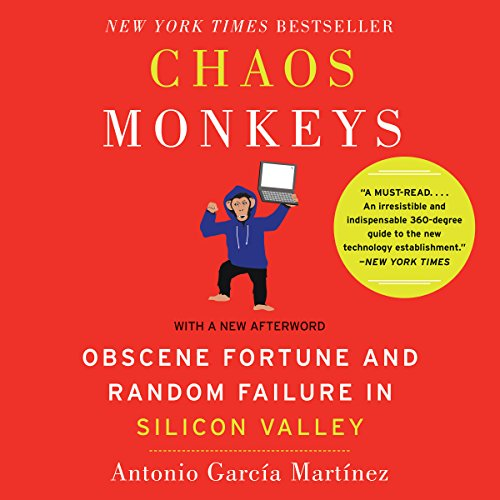 NEW YORK TIMES BESTSELLER
CHAOS
MONKEYS
“A MUST-READ. . . .
An irresistible and
indispensable 360-degree
guide to the new
technology establishment.”
–NEW YORK TIMES
WITH A NEW AFTERWORD
OBSCENE FORTUNE AND
RANDOM FAILURE IN
SILICON VALLEY
Antonio García Martínez